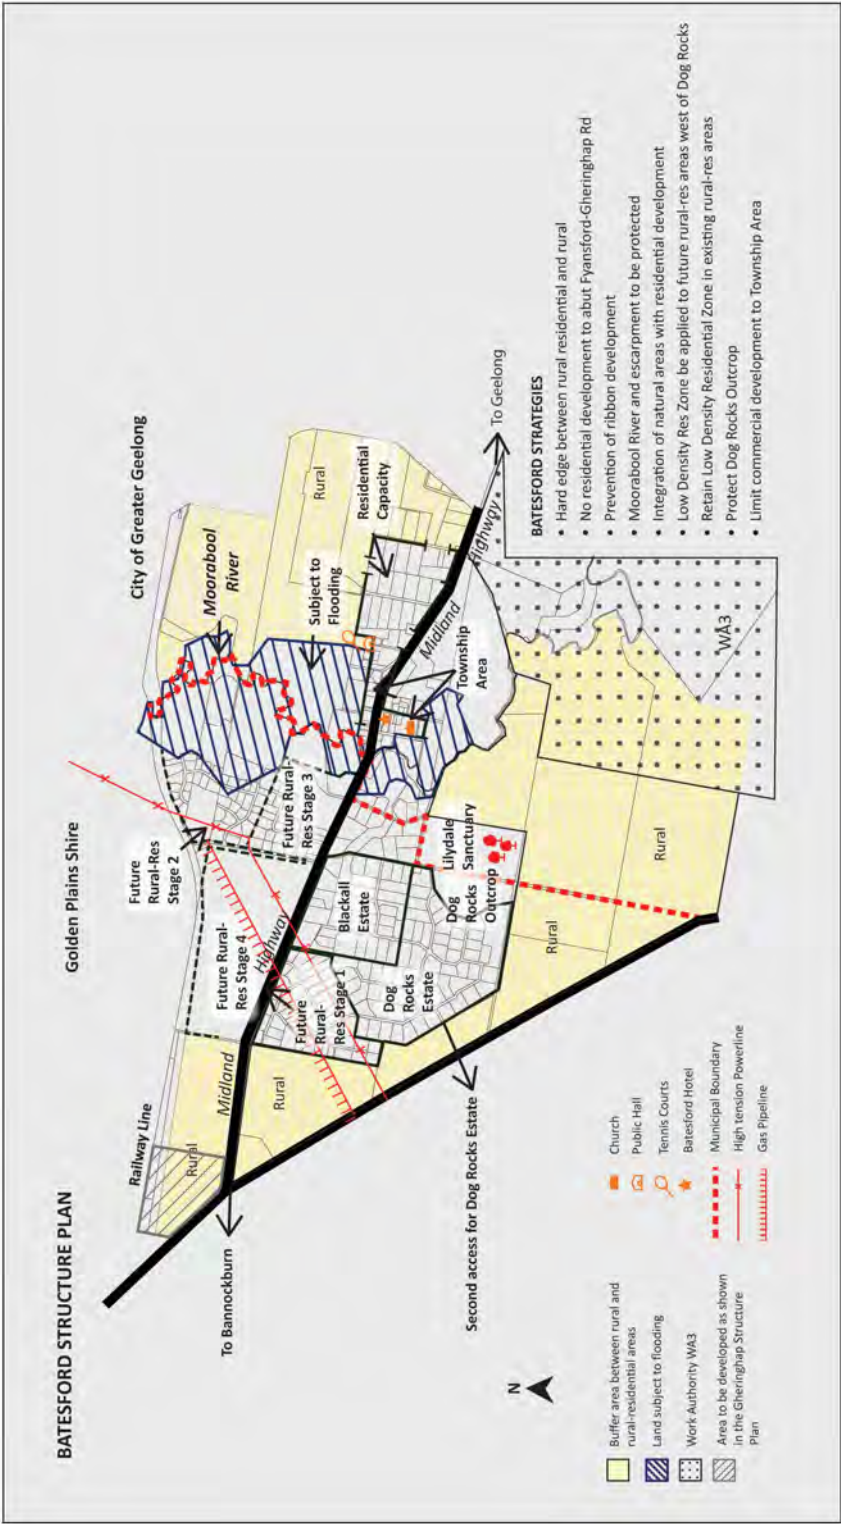 BATESFORD STRUCTURE PLAN
Golden Plains Shire
City of Greater Geelong
Railway Line
Rural
To Bannockburn
Midland
Highway
Rural
Future Rural-
Res Stage 4
Future
Rural-Res
Stage 2
Future Rural-
Res Stage 3
Moorabool
River
Subject to
Flooding
Rural
Residential
Capacity
Future
Rural-
Res Stage 1
Blackall
Estate
Dog
Rocks
Estate
Dog
Rocks
Outcrop
Lilydale
Sanctuary
Township
Area
Midland
Highway
To Geelong
Rural
Rural
WA3
Second access for Dog Rocks Estate
N
Buffer area between rural and
rural-residential areas
Land subject to flooding
Work Authority WA3
Area to be developed as shown
in the Gheringhap Structure
Plan
Church
Public Hall
Tennis Courts
Batesford Hotel
Municipal Boundary
High tension Powerline
Gas Pipeline
BATESFORD STRATEGIES
• Hard edge between rural residential and rural
• No residential development to abut Fyansford-Gheringhap Rd
• Prevention of ribbon development
• Moorabool River and escarpment to be protected
• Integration of natural areas with residential development
• Low Density Res Zone be applied to future rural-res areas west of Dog Rocks
• Retain Low Density Residential Zone in existing rural-res areas
• Protect Dog Rocks Outcrop
• Limit commercial development to Township Area